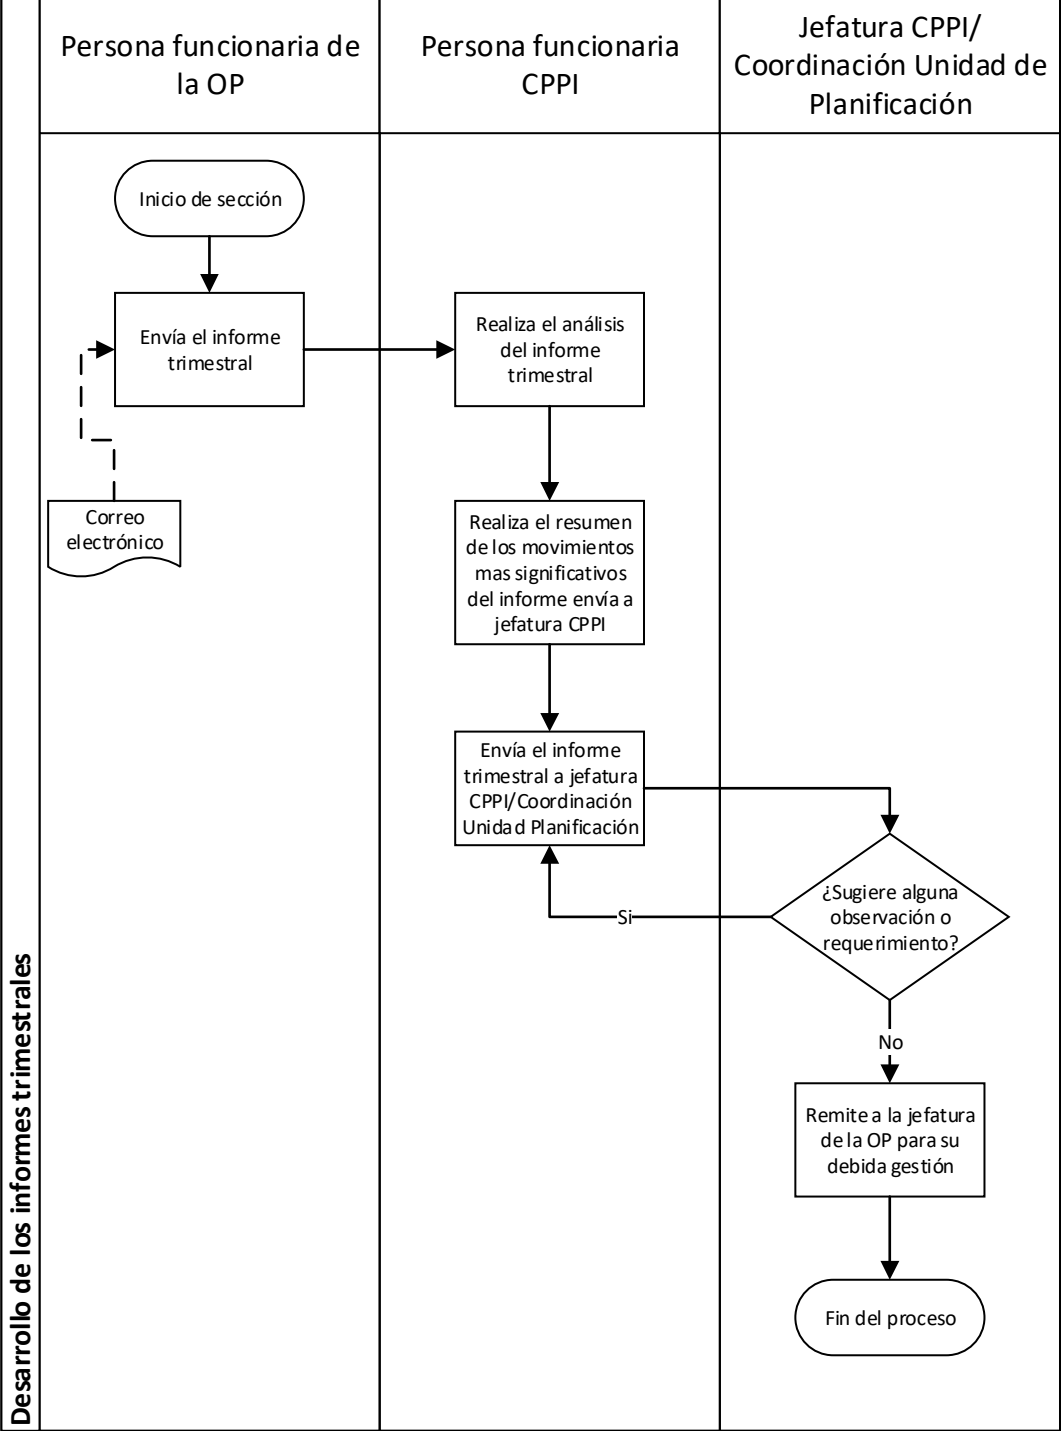 Persona funcionaria de
la OP
Persona funcionaria
CPPI
Jefatura CPPI/
Coordinación Unidad de
Planificación
Desarrollo de los informes trimestrales
Inicio de sección
Envía el informe
trimestral
Correo
electrónico
Realiza el análisis
del informe
trimestral
Realiza el resumen
de los movimientos
mas significativos
del informe envía a
jefatura CPPI
Envía el informe
trimestral a jefatura
CPPI/Coordinación
Unidad Planificación
¿Sugiere alguna
observación o
requerimiento?
Si
No
Remite a la jefatura
de la OP para su
debida gestión
Fin del proceso